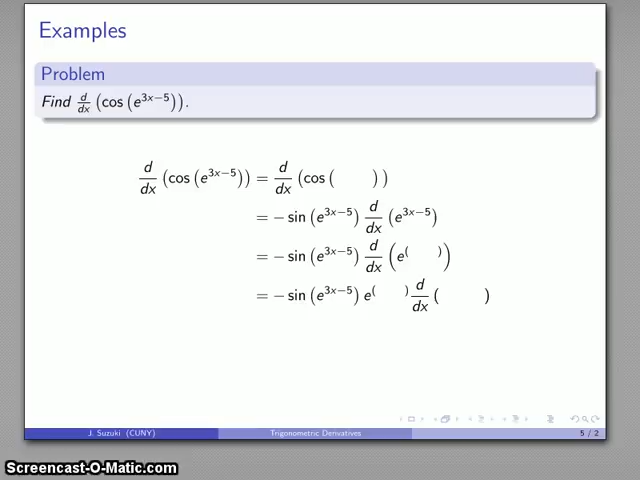 Examples
Problem
Find d/dx (cos (e^{3x−5})).
d/dx (cos (e^{3x−5})) = d/dx (cos (    ))
= − sin (e^{3x−5}) d/dx (e^{3x−5})
= − sin (e^{3x−5}) d/dx (e^{(    )})
= − sin (e^{3x−5}) e^{(    )} d/dx (    )
J. Suzuki (CUNY) Trigonometric Derivatives 5 / 2
Screencast-O-Matic.com